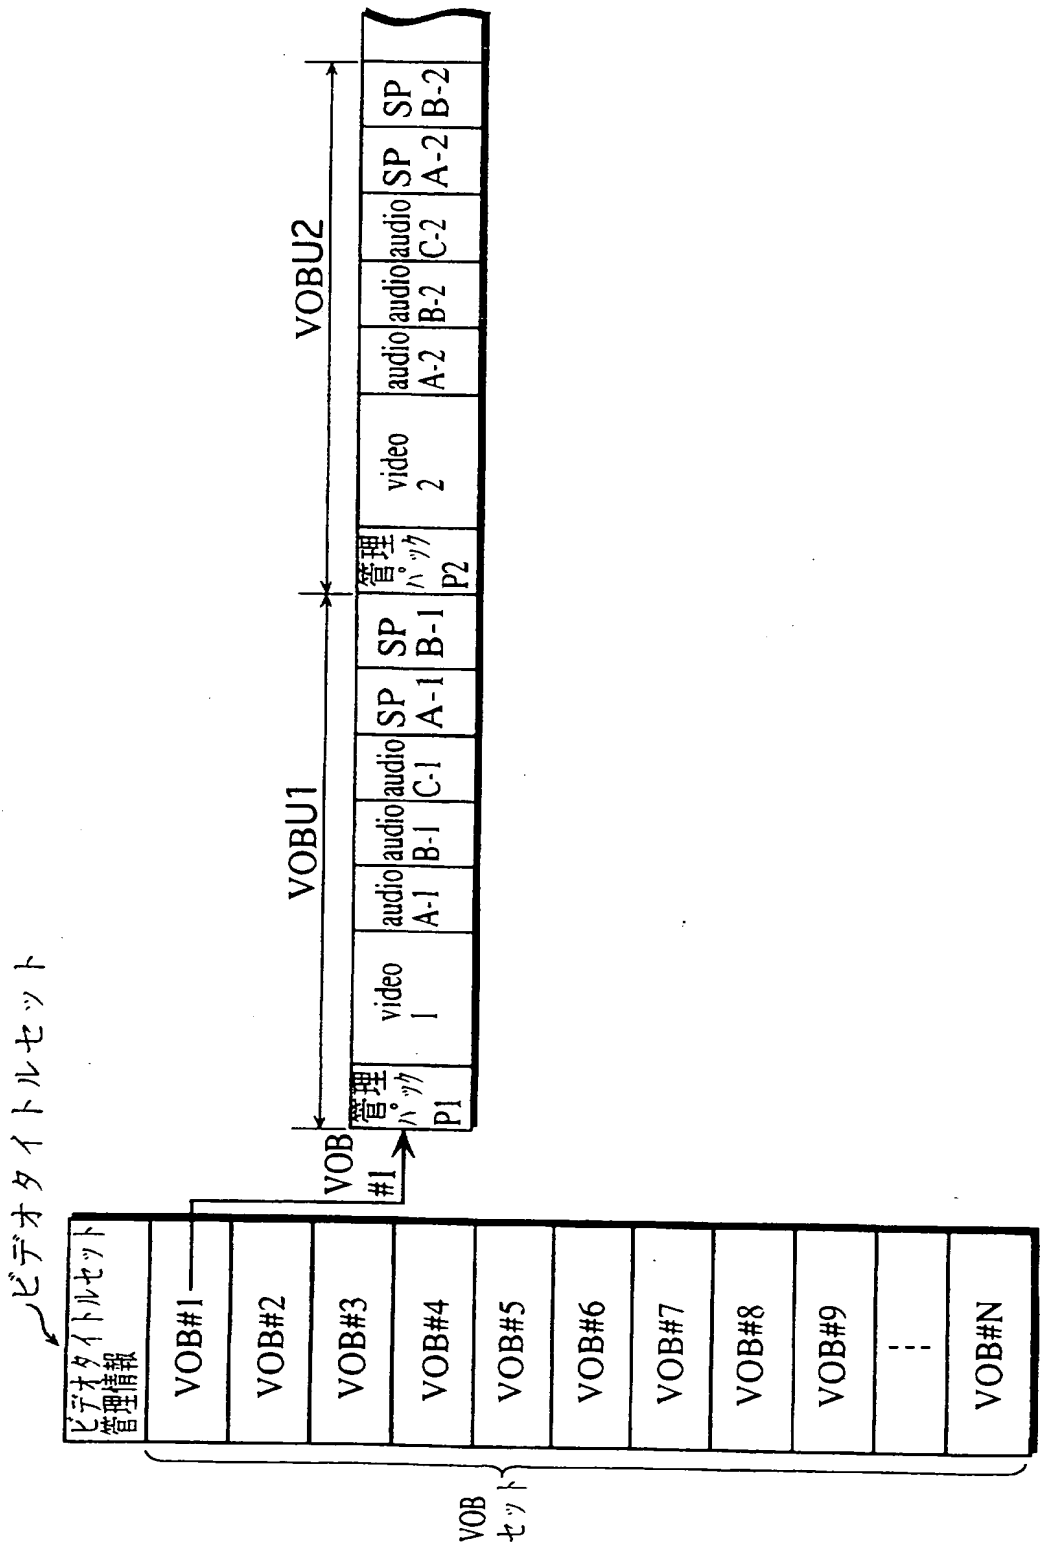 ビデオタイトルセット
ビデオタイトルセット
管理情報
VOB#1
VOB#2
VOB#3
VOB#4
VOB#5
VOB#6
VOB#7
VOB#8
VOB#9
VOB#N
VOB
セット
VOB
#1
VOBU1
VOBU2
管理
パック
P1
video
1
audio
A-1
audio
B-1
audio
C-1
SP
A-1
SP
B-1
管理
パック
P2
video
2
audio
A-2
audio
B-2
audio
C-2
SP
A-2
SP
B-2